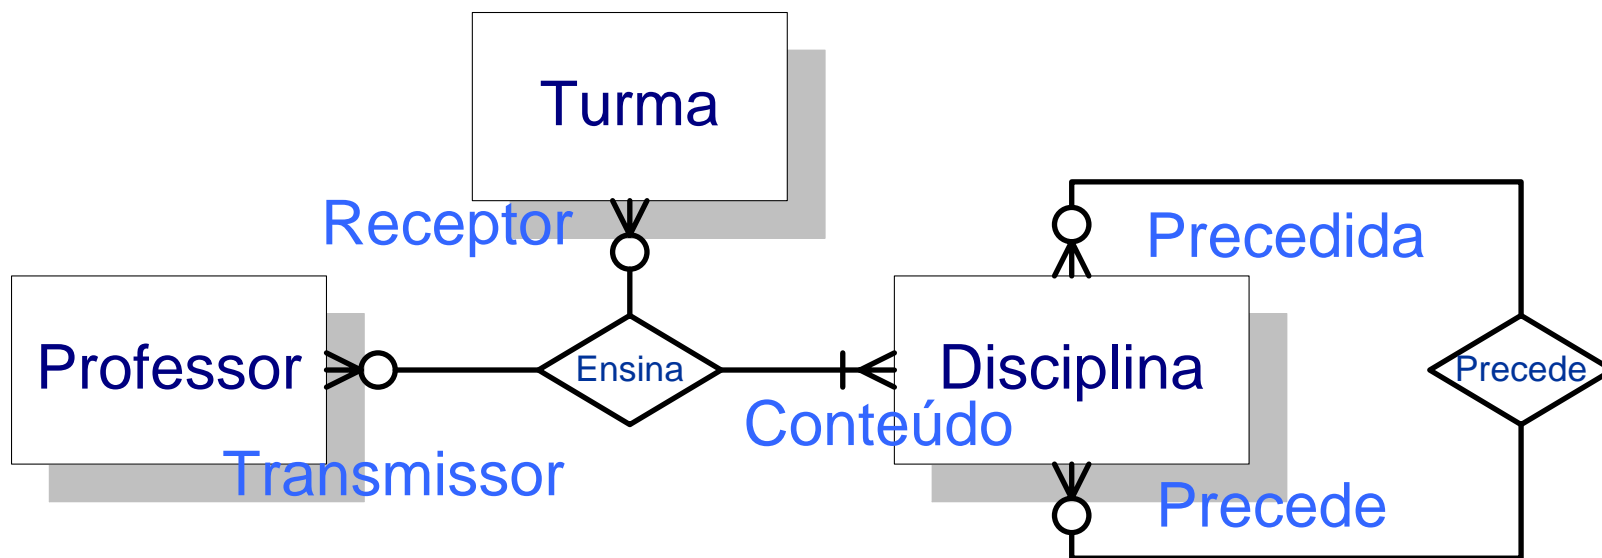 Turma
Receptor
Precedida
Professor
Ensina
Disciplina
Precede
Conteúdo
Transmissor
Precede